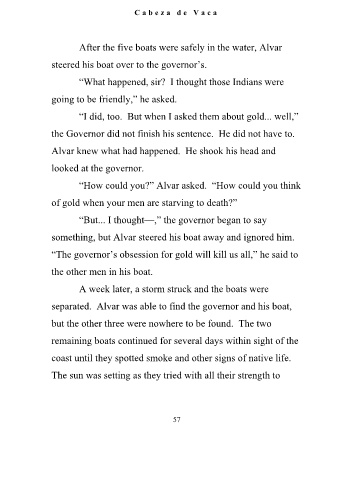 Cabeza de Vaca
After the five boats were safely in the water, Alvar
steered his boat over to the governor's.
“What happened, sir?  I thought those Indians were
going to be friendly,” he asked.
“I did, too.  But when I asked them about gold... well,”
the Governor did not finish his sentence.  He did not have to.
Alvar knew what had happened.  He shook his head and
looked at the governor.
“How could you?” Alvar asked.  “How could you think
of gold when your men are starving to death?”
“But... I thought—,” the governor began to say
something, but Alvar steered his boat away and ignored him.
“The governor's obsession for gold will kill us all,” he said to
the other men in his boat.
A week later, a storm struck and the boats were
separated.  Alvar was able to find the governor and his boat,
but the other three were nowhere to be found.  The two
remaining boats continued for several days within sight of the
coast until they spotted smoke and other signs of native life.
The sun was setting as they tried with all their strength to
57